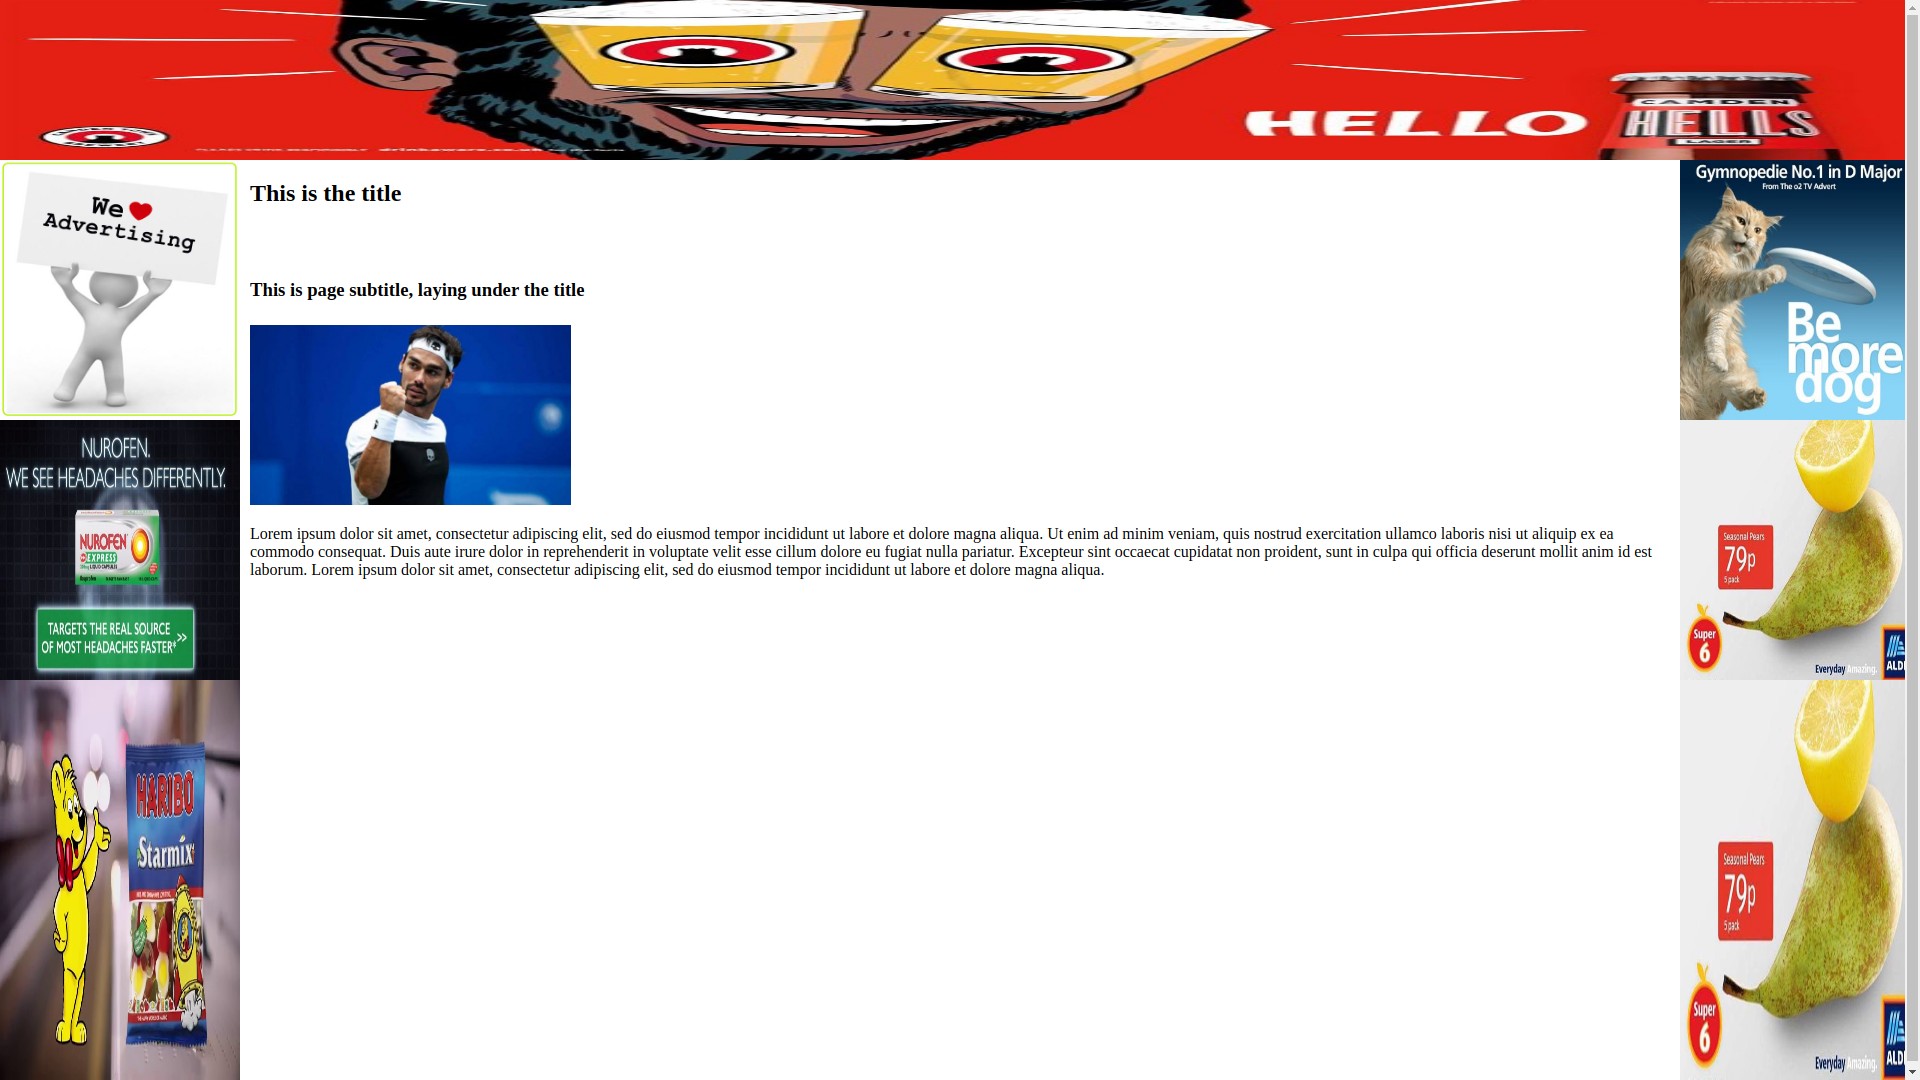 HELLO
CAMDEN
HELLS
LAGER
We
Advertising
This is the title
This is page subtitle, laying under the title
Lorem ipsum dolor sit amet, consectetur adipiscing elit, sed do eiusmod tempor incididunt ut labore et dolore magna aliqua. Ut enim ad minim veniam, quis nostrud exercitation ullamco laboris nisi ut aliquip ex ea
commodo consequat. Duis aute irure dolor in reprehenderit in voluptate velit esse cillum dolore eu fugiat nulla pariatur. Excepteur sint occaecat cupidatat non proident, sunt in culpa qui officia deserunt mollit anim id est
laborum. Lorem ipsum dolor sit amet, consectetur adipiscing elit, sed do eiusmod tempor incididunt ut labore et dolore magna aliqua.
NUROFEN.
WE SEE HEADACHES DIFFERENTLY.
NUROFEN
EXPRESS
TARGETS THE REAL SOURCE
OF MOST HEADACHES FASTER* >>
HARIBO
Starmix
Gymnopedie No.1 in D Major
From The o2 TV Advert
Be
more
dog
Seasonal Pears
79p
5 pack
Super
6
Everyday Amazing.
ALDI
Seasonal Pears
79p
5 pack
Super
6
Everyday Amazing.
ALDI